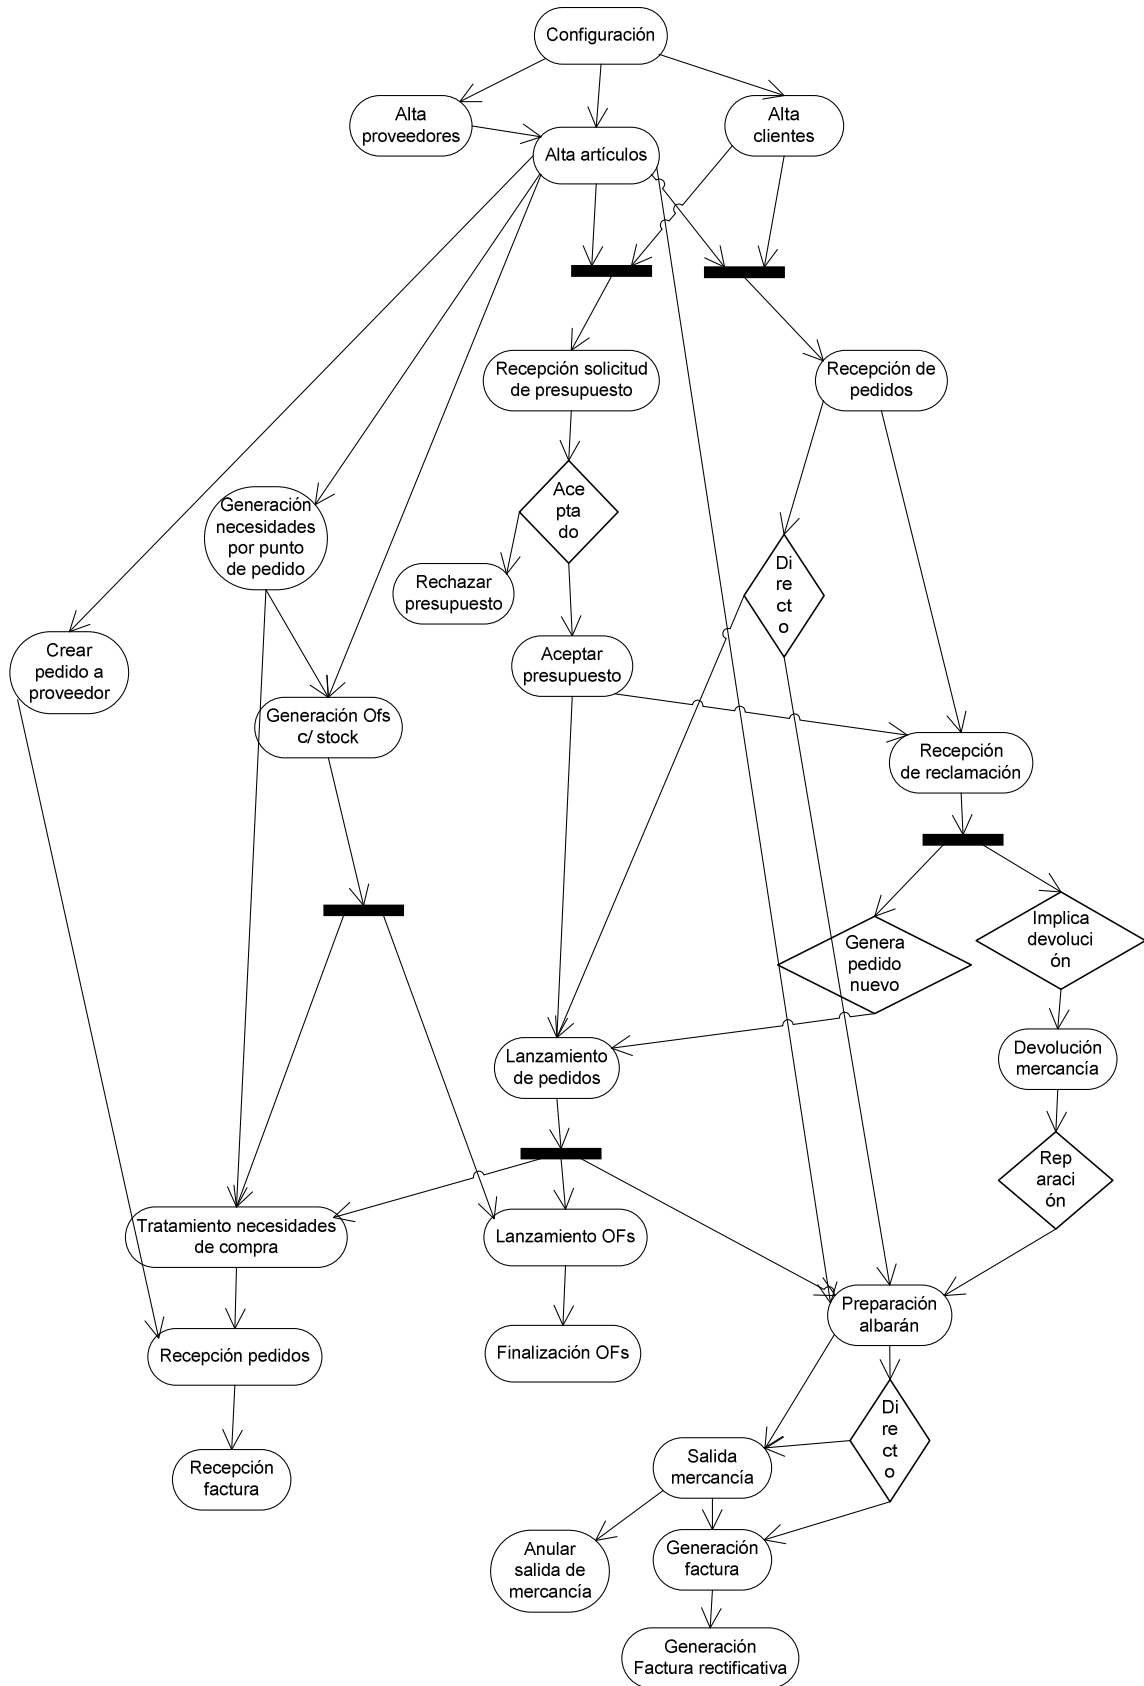 Configuración
Alta
proveedores
Alta
clientes
Alta artículos
Recepción solicitud
de presupuesto
Recepción de
pedidos
Ace
pta
do
Generación
necesidades
por punto
de pedido
Rechazar
presupuesto
Di
re
ct
o
Crear
pedido a
proveedor
Aceptar
presupuesto
Generación Ofs
c/ stock
Recepción
de reclamación
Genera
pedido
nuevo
Implica
devoluci
ón
Lanzamiento
de pedidos
Devolución
mercancía
Rep
araci
ón
Tratamiento necesidades
de compra
Lanzamiento OFs
Preparación
albarán
Recepción pedidos
Finalización OFs
Di
re
ct
o
Recepción
factura
Salida
mercancía
Anular
salida de
mercancía
Generación
factura
Generación
Factura rectificativa